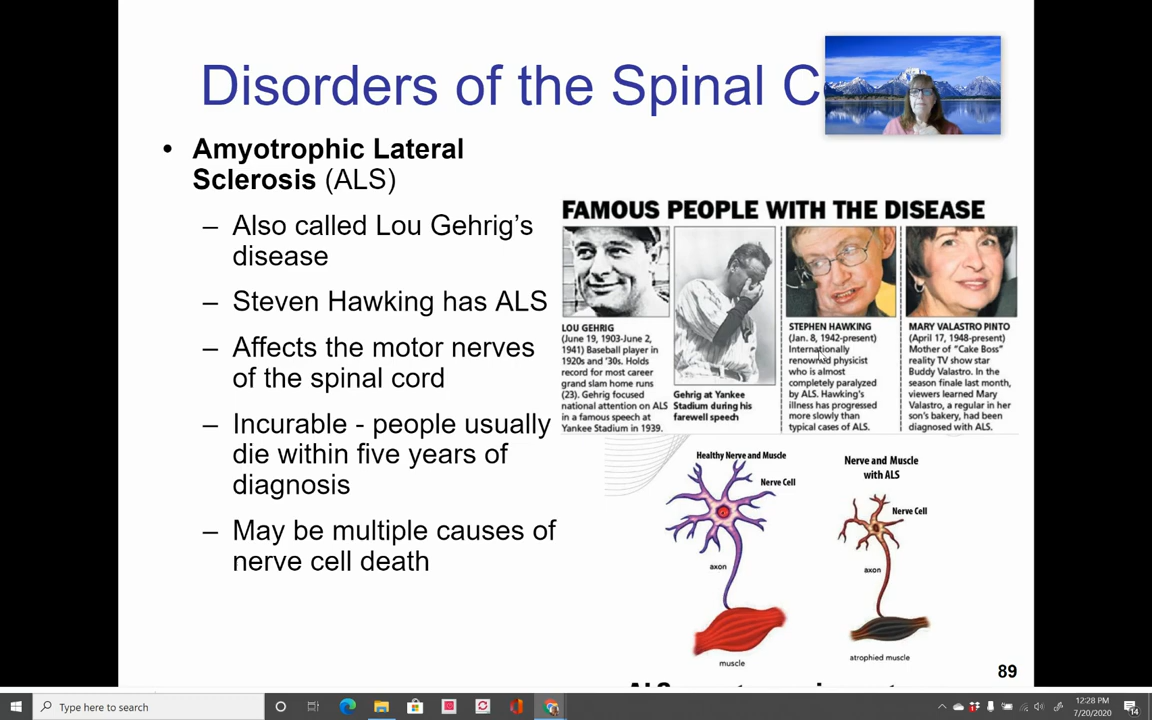 Disorders of the Spinal C
• Amyotrophic Lateral
Sclerosis (ALS)
– Also called Lou Gehrig’s
disease
– Steven Hawking has ALS
– Affects the motor nerves
of the spinal cord
– Incurable - people usually
die within five years of
diagnosis
– May be multiple causes of
nerve cell death
FAMOUS PEOPLE WITH THE DISEASE
LOU GEHRIG
(June 19, 1903-June 2,
1941) Baseball player in
1920s and '30s. Holds
record for most career
grand slam home runs
(23). Gehrig focused
national attention on ALS
in a famous speech at
Yankee Stadium in 1939.
Gehrig at Yankee
Stadium during his
farewell speech
STEPHEN HAWKING
(Jan. 8, 1942-present)
Internationally
renowned physicist
who is almost
completely paralyzed
by ALS. Hawking's
illness has progressed
more slowly than
typical cases of ALS.
MARY VALASTRO PINTO
(April 17, 1948-present)
Mother of "Cake Boss"
reality TV show star
Buddy Valastro. In the
season finale last month,
viewers learned Mary
Valastro, a regular in her
son's bakery, had been
diagnosed with ALS.
Healthy Nerve and Muscle
Nerve Cell
axon
muscle
Nerve and Muscle
with ALS
Nerve Cell
axon
atrophied muscle
89
Type here to search
12:28 PM
7/20/2020
14